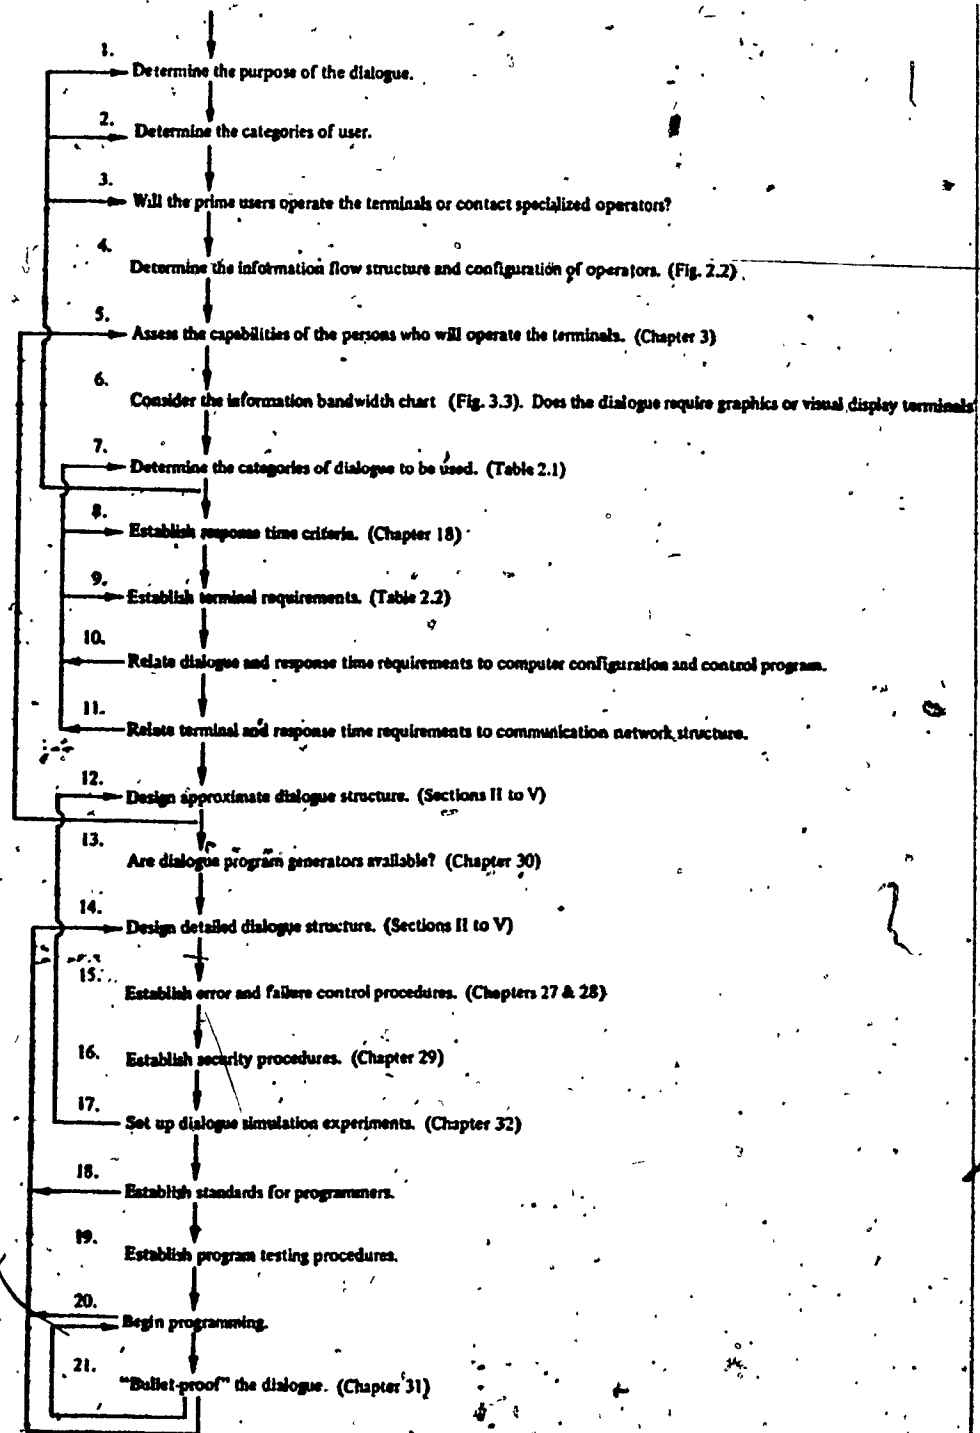 1.
Determine the purpose of the dialogue.
2.
Determine the categories of user.
3.
Will the prime users operate the terminals or contact specialized operators?
4.
Determine the information flow structure and configuration of operators. (Fig. 2.2)
5.
Assess the capabilities of the persons who will operate the terminals. (Chapter 3)
6.
Consider the information bandwidth chart (Fig. 3.3). Does the dialogue require graphics or visual display terminals
7.
Determine the categories of dialogue to be used. (Table 2.1)
8.
Establish response time criteria. (Chapter 18)
9.
Establish terminal requirements. (Table 2.2)
10.
Relate dialogue and response time requirements to computer configuration and control program.
11.
Relate terminal and response time requirements to communication network structure.
12.
Design approximate dialogue structure. (Sections II to V)
13.
Are dialogue program generators available? (Chapter 30)
14.
Design detailed dialogue structure. (Sections II to V)
15.
Establish error and failure control procedures. (Chapters 27 & 28)
16.
Establish security procedures. (Chapter 29)
17.
Set up dialogue simulation experiments. (Chapter 32)
18.
Establish standards for programmers.
19.
Establish program testing procedures.
20.
Begin programming.
21.
"Bullet-proof" the dialogue. (Chapter 31)